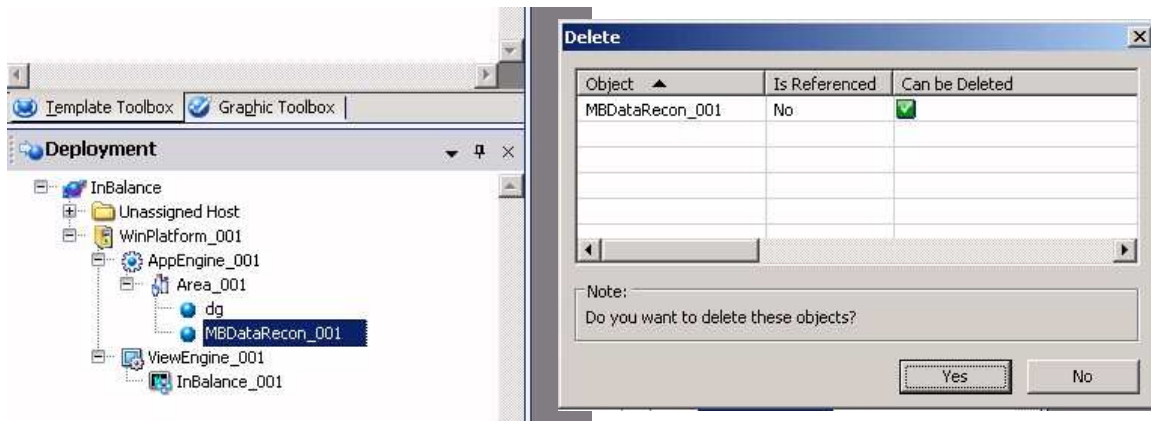 Template Toolbox Graphic Toolbox
Deployment
InBalance
Unassigned Host
WinPlatform_001
AppEngine_001
Area_001
dg
MBDataRecon_001
ViewEngine_001
InBalance_001
Delete
Object Is Referenced Can be Deleted
MBDataRecon_001 No
Note:
Do you want to delete these objects?
Yes No